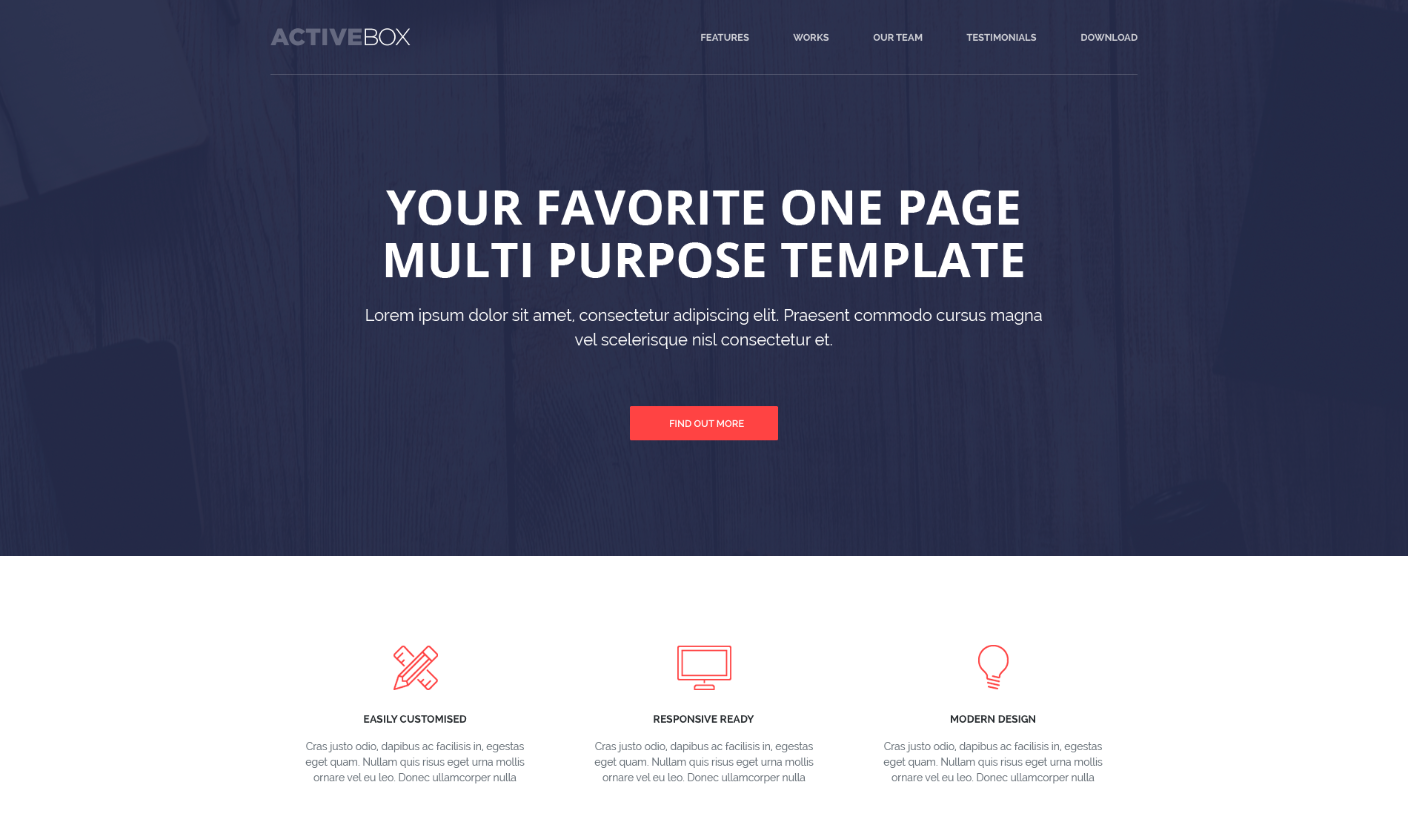 ACTIVEBOX
FEATURES WORKS OUR TEAM TESTIMONIALS DOWNLOAD
YOUR FAVORITE ONE PAGE
MULTI PURPOSE TEMPLATE
Lorem ipsum dolor sit amet, consectetur adipiscing elit. Praesent commodo cursus magna
vel scelerisque nisl consectetur et.
FIND OUT MORE
EASILY CUSTOMISED
Cras justo odio, dapibus ac facilisis in, egestas
eget quam. Nullam quis risus eget urna mollis
ornare vel eu leo. Donec ullamcorper nulla
RESPONSIVE READY
Cras justo odio, dapibus ac facilisis in, egestas
eget quam. Nullam quis risus eget urna mollis
ornare vel eu leo. Donec ullamcorper nulla
MODERN DESIGN
Cras justo odio, dapibus ac facilisis in, egestas
eget quam. Nullam quis risus eget urna mollis
ornare vel eu leo. Donec ullamcorper nulla